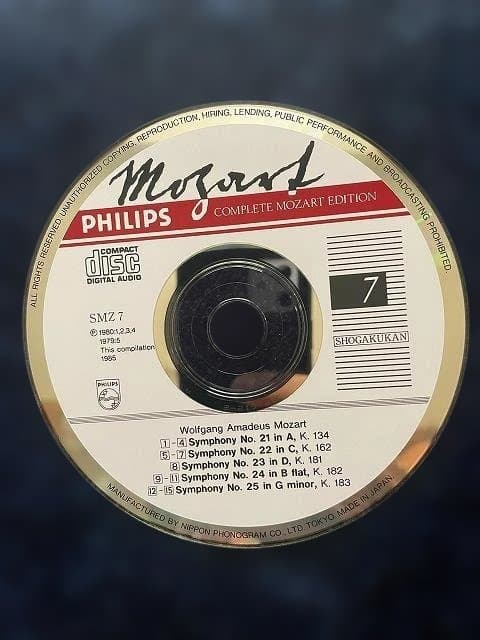 ALL RIGHTS RESERVED. UNAUTHORIZED COPYING, REPRODUCTION, HIRING, LENDING, PUBLIC PERFORMANCE AND BROADCASTING PROHIBITED.
Mozart
PHILIPS COMPLETE MOZART EDITION
COMPACT
disc
DIGITAL AUDIO
7
SMZ 7
SHOGAKUKAN
℗ 1980:1,2,3,4
1979:5
This compilation
1985
PHILIPS
Wolfgang Amadeus Mozart
1-4 Symphony No. 21 in A, K. 134
5-7 Symphony No. 22 in C, K. 162
8 Symphony No. 23 in D, K. 181
9-11 Symphony No. 24 in B flat, K. 182
12-15 Symphony No. 25 in G minor, K. 183
MANUFACTURED BY NIPPON PHONOGRAM CO., LTD. TOKYO. MADE IN JAPAN.